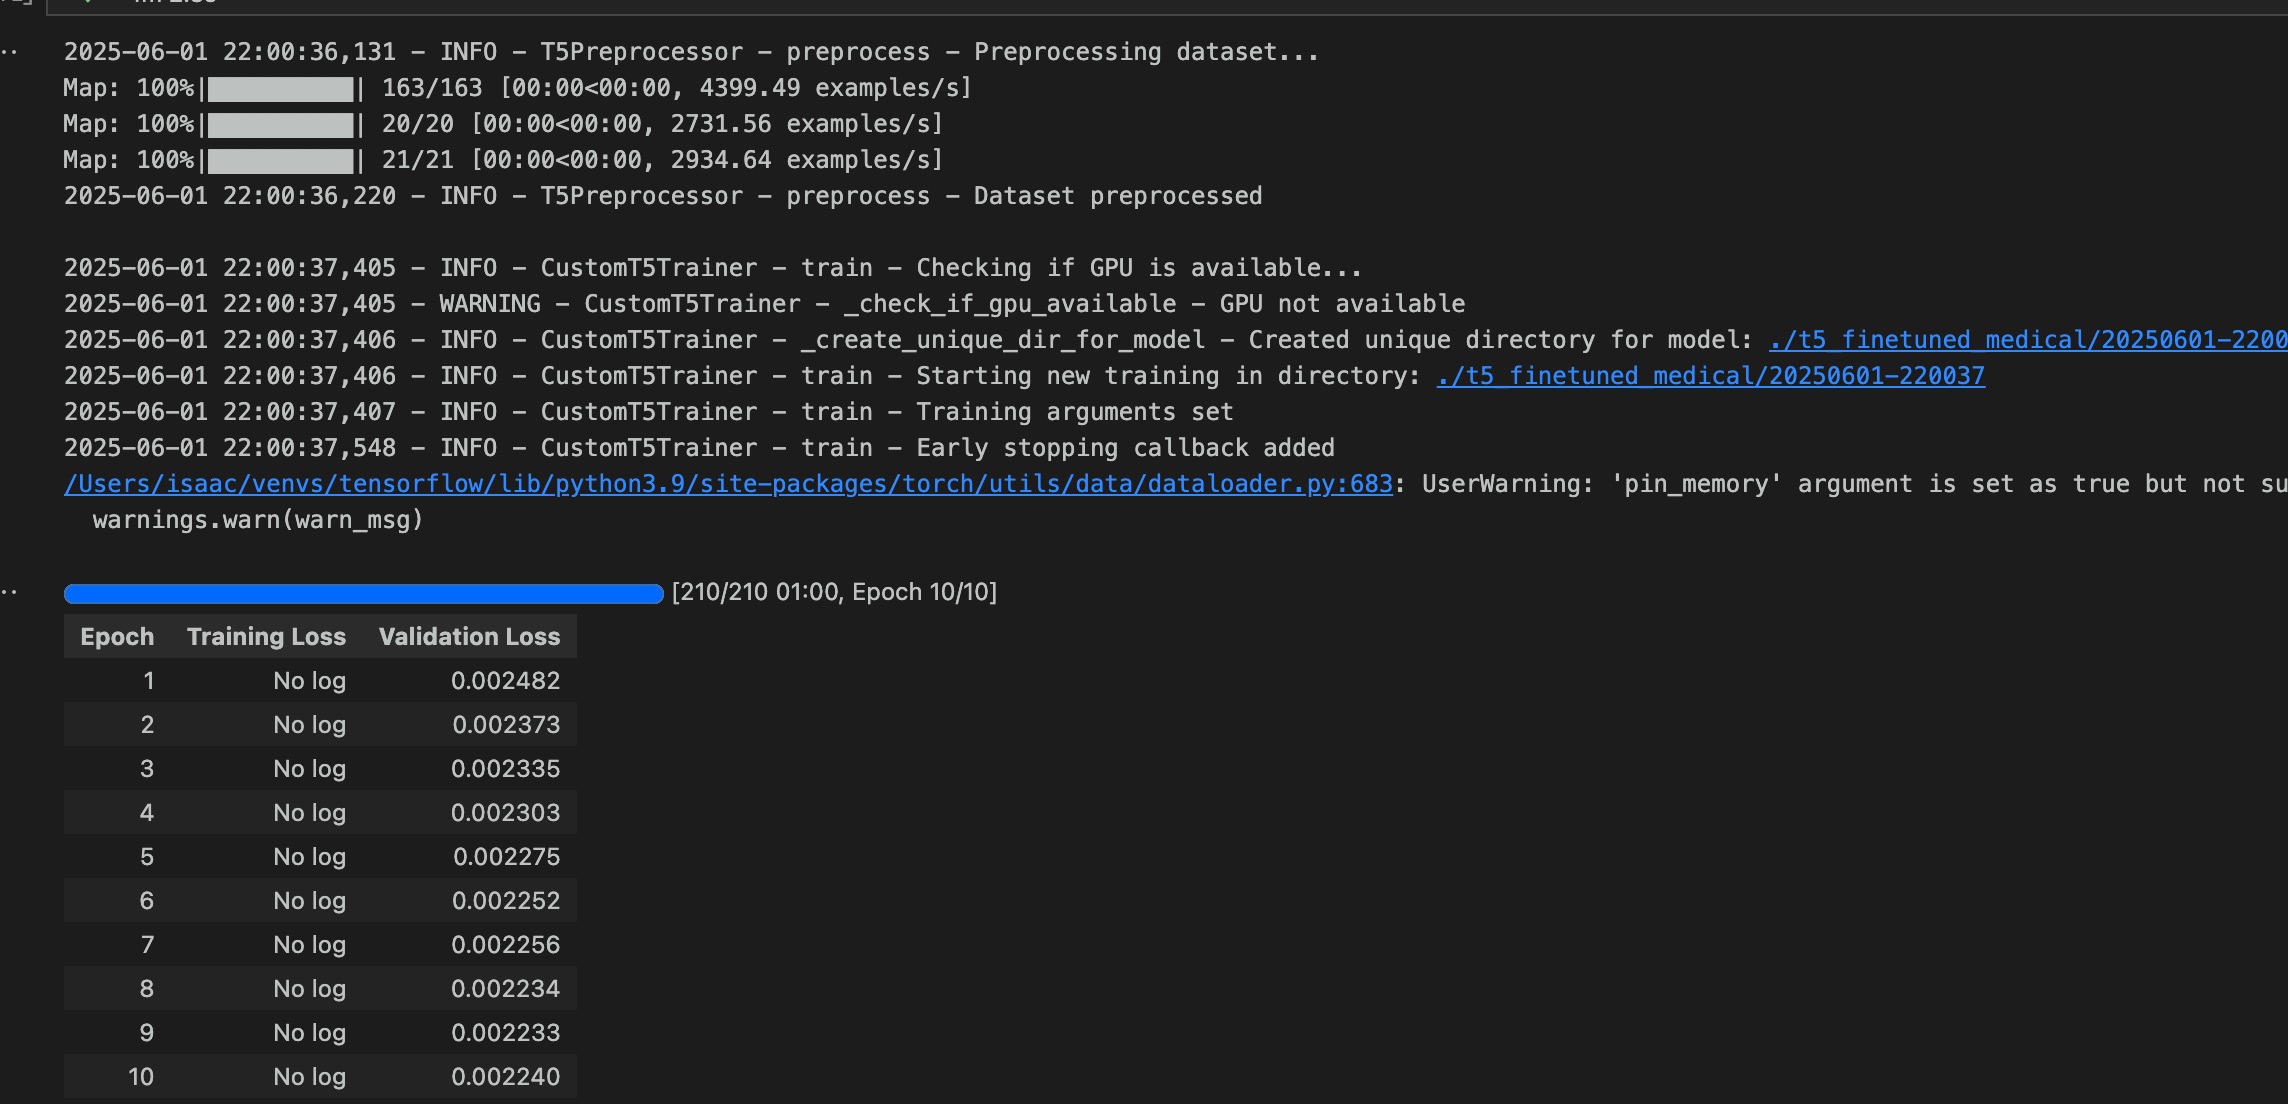 2025-06-01 22:00:36,131 - INFO - T5Preprocessor - preprocess - Preprocessing dataset...
Map: 100%|██████████| 163/163 [00:00<00:00, 4399.49 examples/s]
Map: 100%|██████████| 20/20 [00:00<00:00, 2731.56 examples/s]
Map: 100%|██████████| 21/21 [00:00<00:00, 2934.64 examples/s]
2025-06-01 22:00:36,220 - INFO - T5Preprocessor - preprocess - Dataset preprocessed
2025-06-01 22:00:37,405 - INFO - CustomT5Trainer - train - Checking if GPU is available...
2025-06-01 22:00:37,405 - WARNING - CustomT5Trainer - _check_if_gpu_available - GPU not available
2025-06-01 22:00:37,406 - INFO - CustomT5Trainer - _create_unique_dir_for_model - Created unique directory for model: ./t5_finetuned_medical/20250601-2200
2025-06-01 22:00:37,406 - INFO - CustomT5Trainer - train - Starting new training in directory: ./t5_finetuned_medical/20250601-220037
2025-06-01 22:00:37,407 - INFO - CustomT5Trainer - train - Training arguments set
2025-06-01 22:00:37,548 - INFO - CustomT5Trainer - train - Early stopping callback added
/Users/isaac/venvs/tensorflow/lib/python3.9/site-packages/torch/utils/data/dataloader.py:683: UserWarning: 'pin_memory' argument is set as true but not su
warnings.warn(warn_msg)
[210/210 01:00, Epoch 10/10]
Epoch Training Loss Validation Loss
1 No log 0.002482
2 No log 0.002373
3 No log 0.002335
4 No log 0.002303
5 No log 0.002275
6 No log 0.002252
7 No log 0.002256
8 No log 0.002234
9 No log 0.002233
10 No log 0.002240